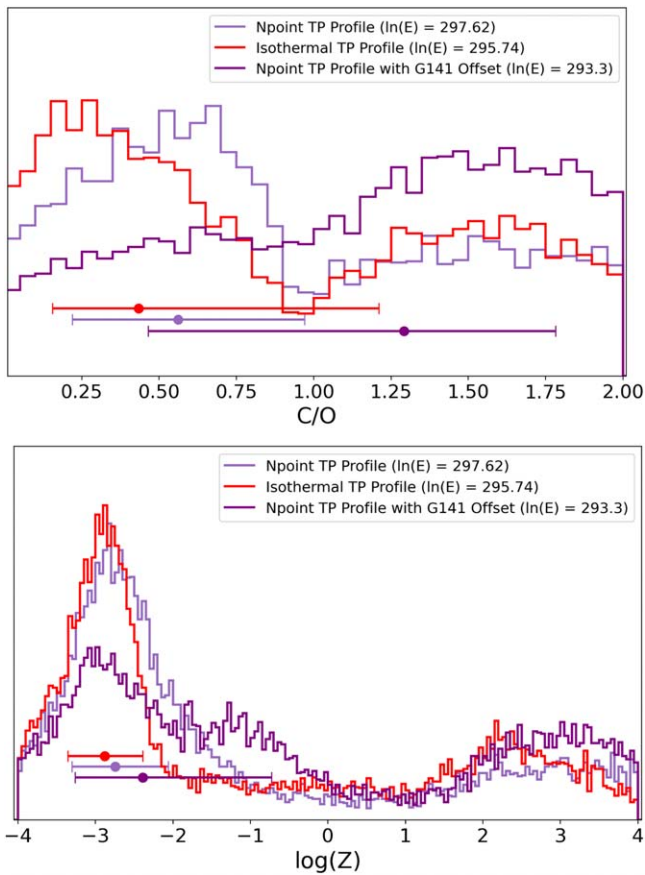 Npoint TP Profile (ln(E) = 297.62)
Isothermal TP Profile (ln(E) = 295.74)
Npoint TP Profile with G141 Offset (ln(E) = 293.3)
0.25 0.50 0.75 1.00 1.25 1.50 1.75 2.00
C/O
Npoint TP Profile (ln(E) = 297.62)
Isothermal TP Profile (ln(E) = 295.74)
Npoint TP Profile with G141 Offset (ln(E) = 293.3)
−4 −3 −2 −1 0 1 2 3 4
log(Z)